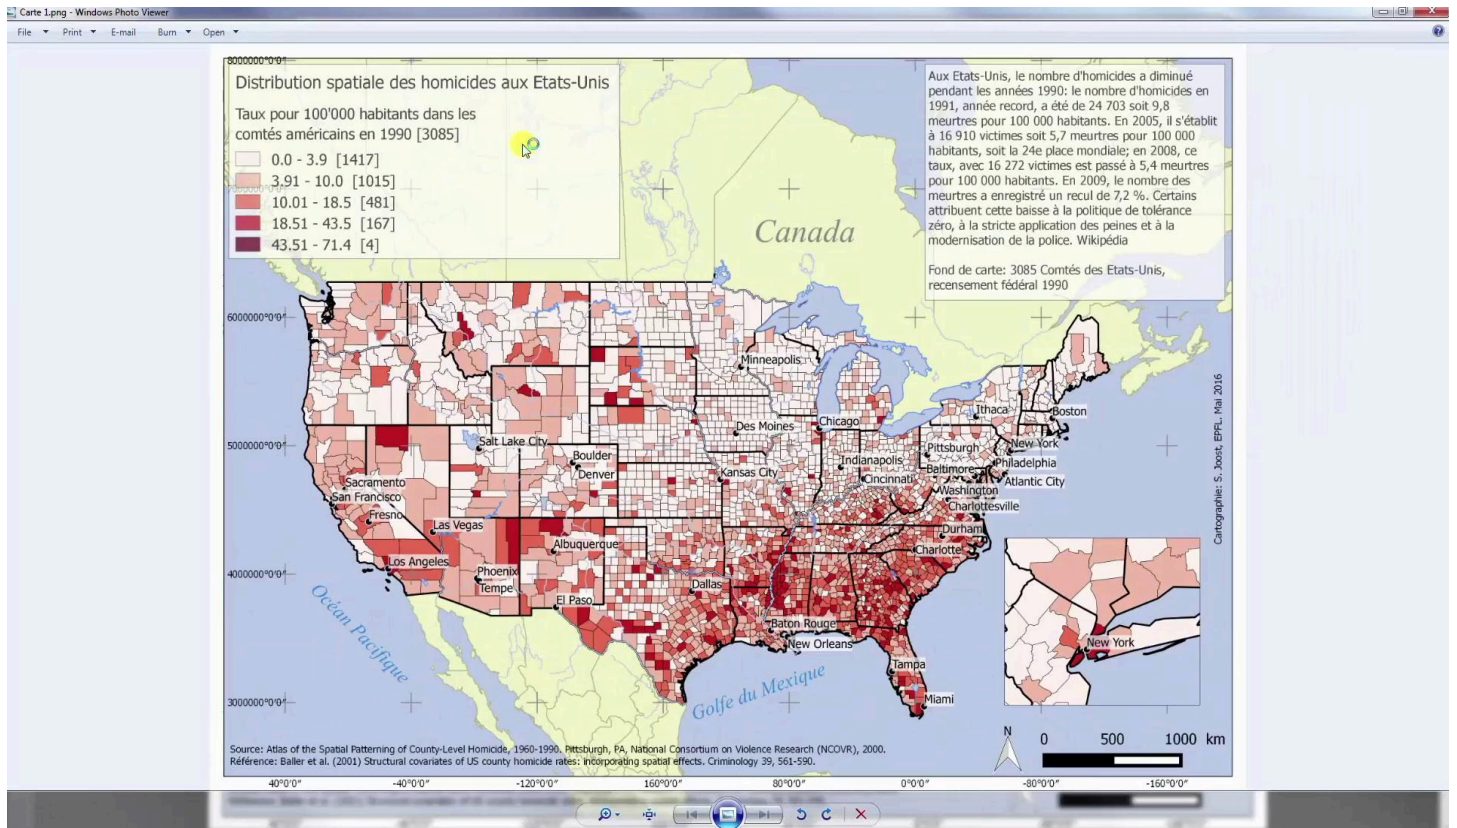 Carte 1.png - Windows Photo Viewer
File Print E-mail Burn Open
8000000°0'0"
Distribution spatiale des homicides aux Etats-Unis
Taux pour 100'000 habitants dans les
comtés américains en 1990 [3085]
0.0 - 3.9 [1417]
3.91 - 10.0 [1015]
10.01 - 18.5 [481]
18.51 - 43.5 [167]
43.51 - 71.4 [4]
Aux Etats-Unis, le nombre d'homicides a diminué
pendant les années 1990: le nombre d'homicides en
1991, année record, a été de 24 703 soit 9,8
meurtres pour 100 000 habitants. En 2005, il s'établit
à 16 910 victimes soit 5,7 meurtres pour 100 000
habitants, soit la 24e place mondiale; en 2008, ce
taux, avec 16 272 victimes est passé à 5,4 meurtres
pour 100 000 habitants. En 2009, le nombre des
meurtres a enregistré un recul de 7,2 %. Certains
attribuent cette baisse à la politique de tolérance
zéro, à la stricte application des peines et à la
modernisation de la police. Wikipédia
Fond de carte: 3085 Comtés des Etats-Unis,
recensement fédéral 1990
Canada
6000000°0'0"
Minneapolis
Ithaca
Boston
Chicago
Des Moines
5000000°0'0"
Salt Lake City
New York
Pittsburgh
Boulder
Indianapolis
Philadelphia
Denver
Kansas City
Baltimore
Cincinnati
Atlantic City
Sacramento
Washington
San Francisco
Charlottesville
Fresno
Las Vegas
Durham
Albuquerque
Charlotte
Los Angeles
4000000°0'0"
Phoenix
Tempe
Dallas
El Paso
Baton Rouge
New Orleans
New York
Tampa
Miami
Océan Pacifique
Golfe du Mexique
3000000°0'0"
Cartographie: S. Joost, EPFL, Mai 2016
N
0 500 1000 km
Source: Atlas of the Spatial Patterning of County-Level Homicide, 1960-1990. Pittsburgh, PA, National Consortium on Violence Research (NCOVR), 2000.
Référence: Baller et al. (2001) Structural covariates of US county homicide rates: incorporating spatial effects. Criminology 39, 561-590.
40°0'0" -40°0'0" -120°0'0" 160°0'0" 80°0'0" 0°0'0" -80°0'0" -160°0'0"